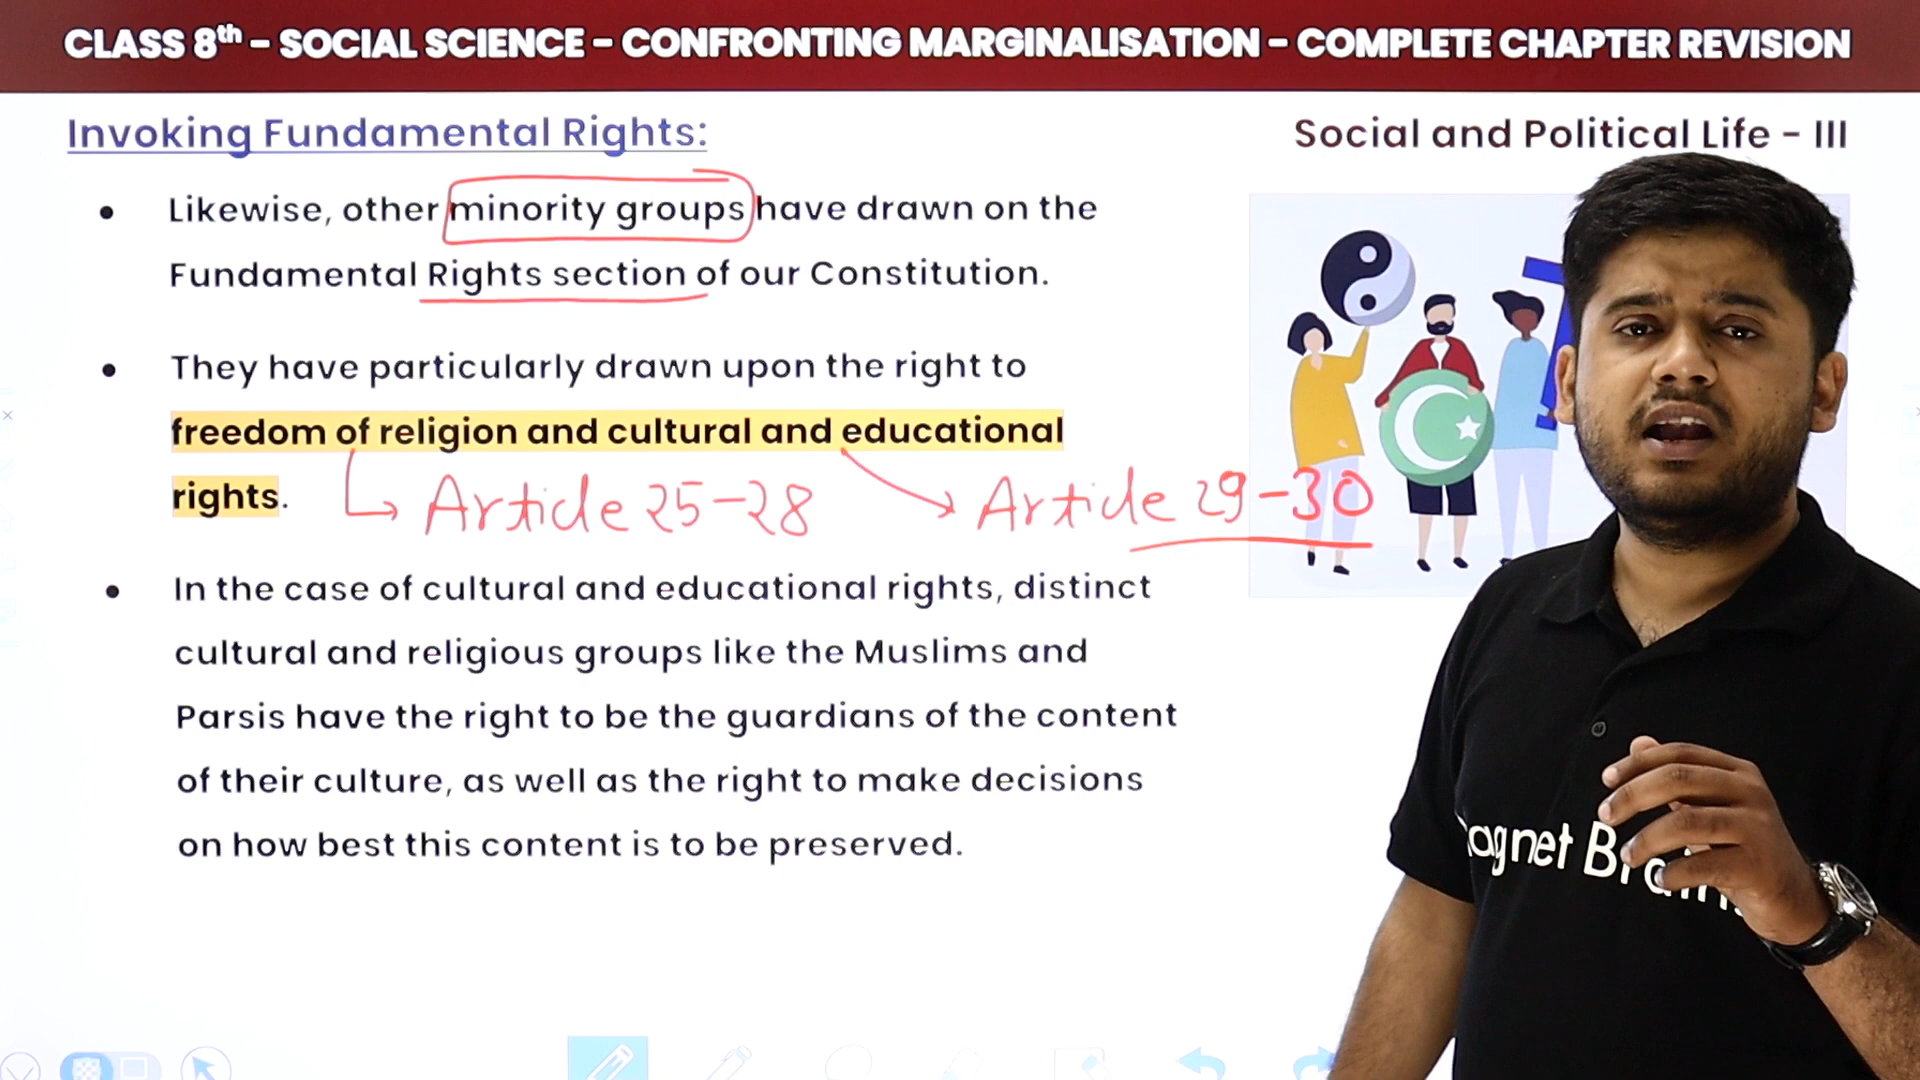 CLASS 8th – SOCIAL SCIENCE – CONFRONTING MARGINALISATION – COMPLETE CHAPTER REVISION
Invoking Fundamental Rights:
Social and Political Life – III
• Likewise, other minority groups have drawn on the
Fundamental Rights section of our Constitution.
• They have particularly drawn upon the right to
freedom of religion and cultural and educational
rights.
Article 25-28
Article 29-30
• In the case of cultural and educational rights, distinct
cultural and religious groups like the Muslims and
Parsis have the right to be the guardians of the content
of their culture, as well as the right to make decisions
on how best this content is to be preserved.
agnet Brains